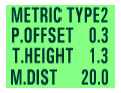 METRIC TYPE2
P.OFFSET 0.3
T.HEIGHT 1.3
M.DIST 20.0